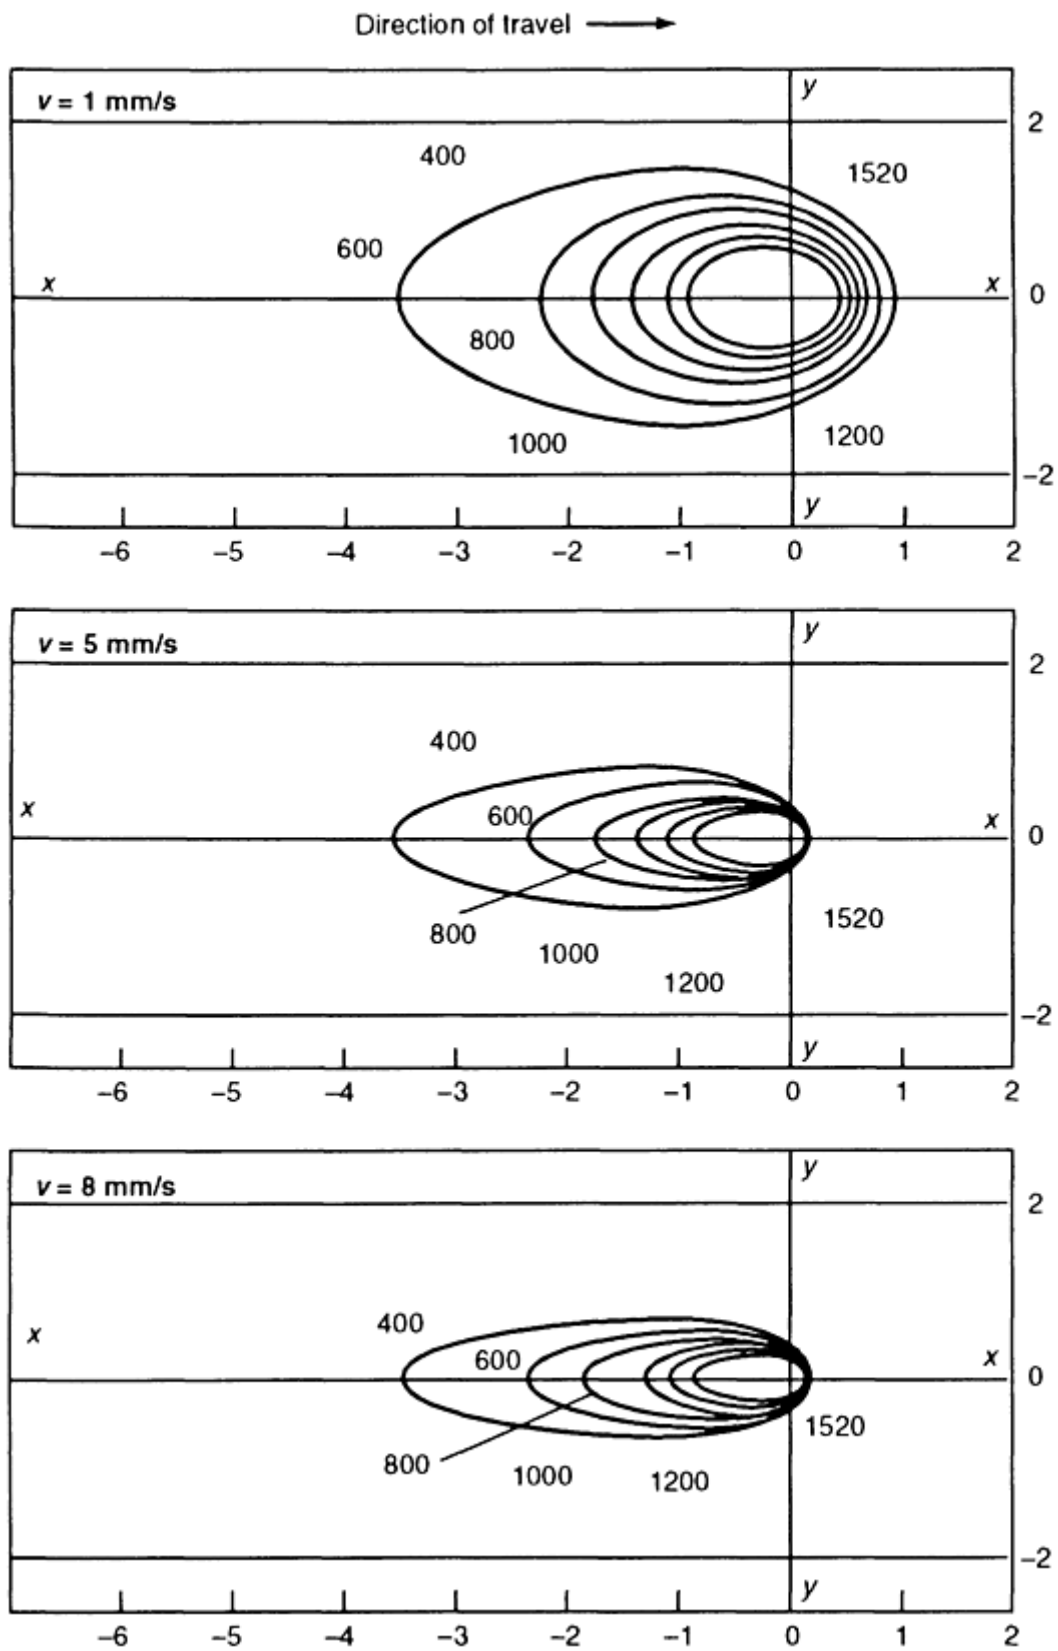 Direction of travel
v = 1 mm/s
y
2
400
1520
600
x
x
0
800
1000
1200
–2
y
–6 –5 –4 –3 –2 –1 0 1 2
v = 5 mm/s
y
2
400
x
600
x
0
800
1520
1000
1200
–2
y
–6 –5 –4 –3 –2 –1 0 1 2
v = 8 mm/s
y
2
400
x
600
x
0
1520
800
1000
1200
–2
y
–6 –5 –4 –3 –2 –1 0 1 2